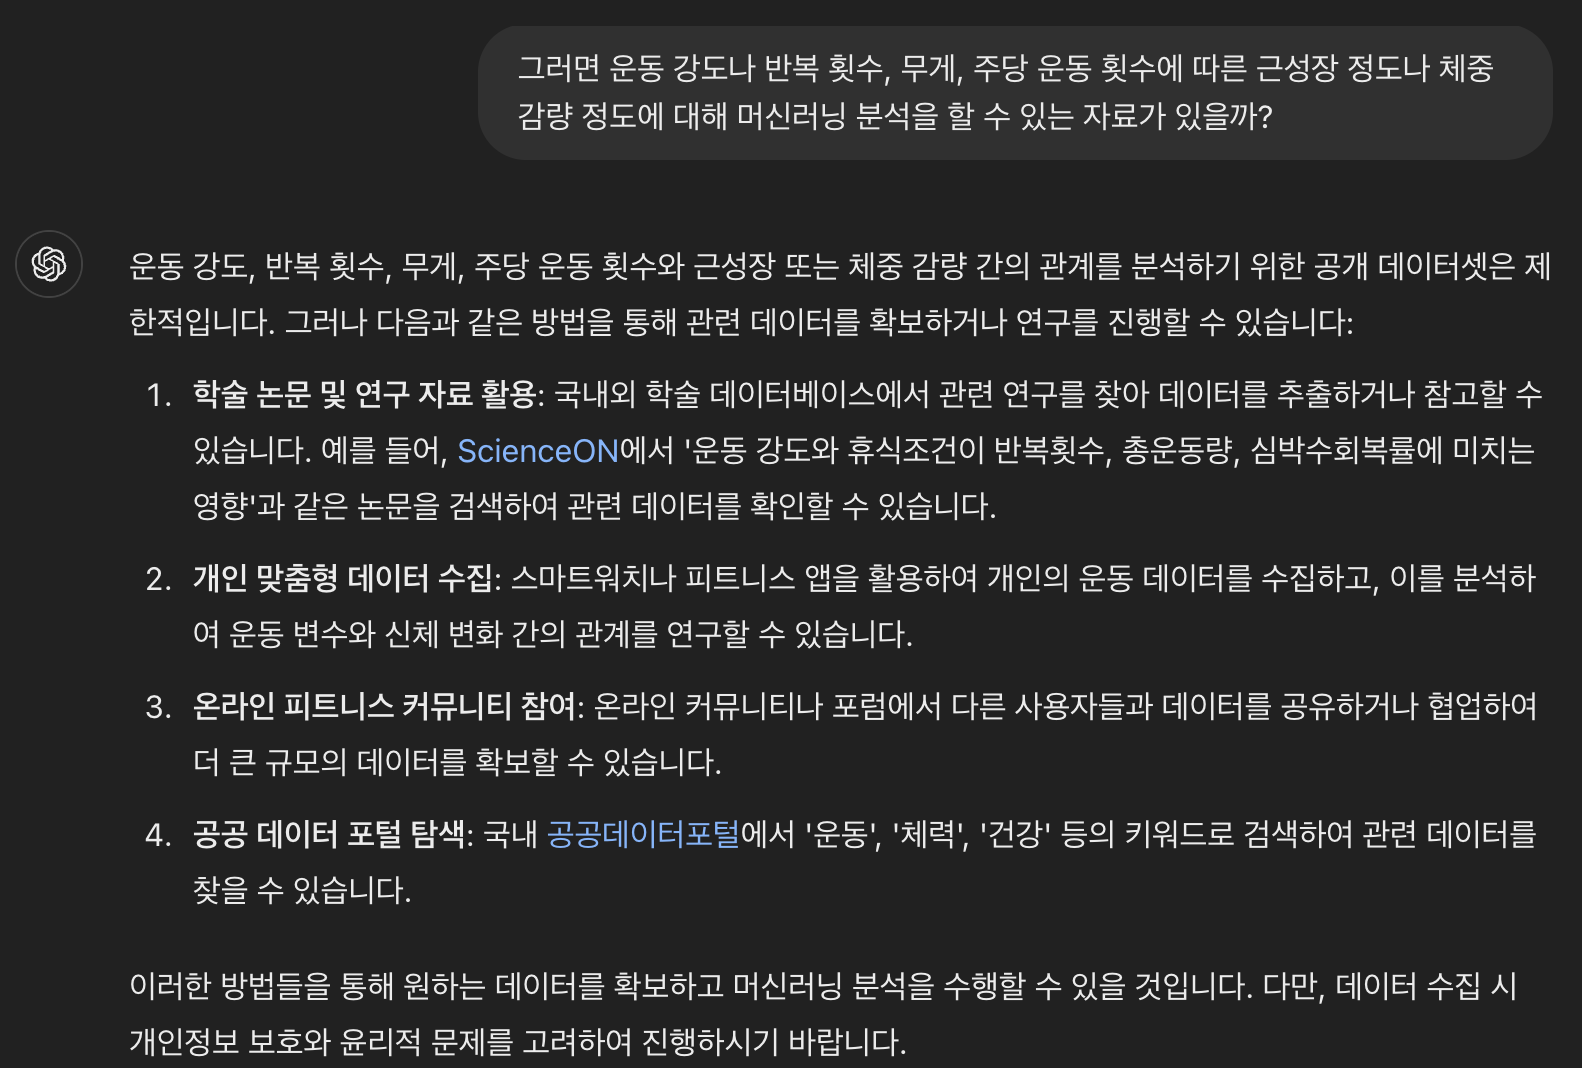 그러면 운동 강도나 반복 횟수, 무게, 주당 운동 횟수에 따른 근성장 정도나 체중
감량 정도에 대해 머신러닝 분석을 할 수 있는 자료가 있을까?
운동 강도, 반복 횟수, 무게, 주당 운동 횟수와 근성장 또는 체중 감량 간의 관계를 분석하기 위한 공개 데이터셋은 제
한적입니다. 그러나 다음과 같은 방법을 통해 관련 데이터를 확보하거나 연구를 진행할 수 있습니다:
1. 학술 논문 및 연구 자료 활용: 국내외 학술 데이터베이스에서 관련 연구를 찾아 데이터를 추출하거나 참고할 수
있습니다. 예를 들어, ScienceON에서 '운동 강도와 휴식조건이 반복횟수, 총운동량, 심박수회복률에 미치는
영향'과 같은 논문을 검색하여 관련 데이터를 확인할 수 있습니다.
2. 개인 맞춤형 데이터 수집: 스마트워치나 피트니스 앱을 활용하여 개인의 운동 데이터를 수집하고, 이를 분석하
여 운동 변수와 신체 변화 간의 관계를 연구할 수 있습니다.
3. 온라인 피트니스 커뮤니티 참여: 온라인 커뮤니티나 포럼에서 다른 사용자들과 데이터를 공유하거나 협업하여
더 큰 규모의 데이터를 확보할 수 있습니다.
4. 공공 데이터 포털 탐색: 국내 공공데이터포털에서 '운동', '체력', '건강' 등의 키워드로 검색하여 관련 데이터를
찾을 수 있습니다.
이러한 방법들을 통해 원하는 데이터를 확보하고 머신러닝 분석을 수행할 수 있을 것입니다. 다만, 데이터 수집 시
개인정보 보호와 윤리적 문제를 고려하여 진행하시기 바랍니다.